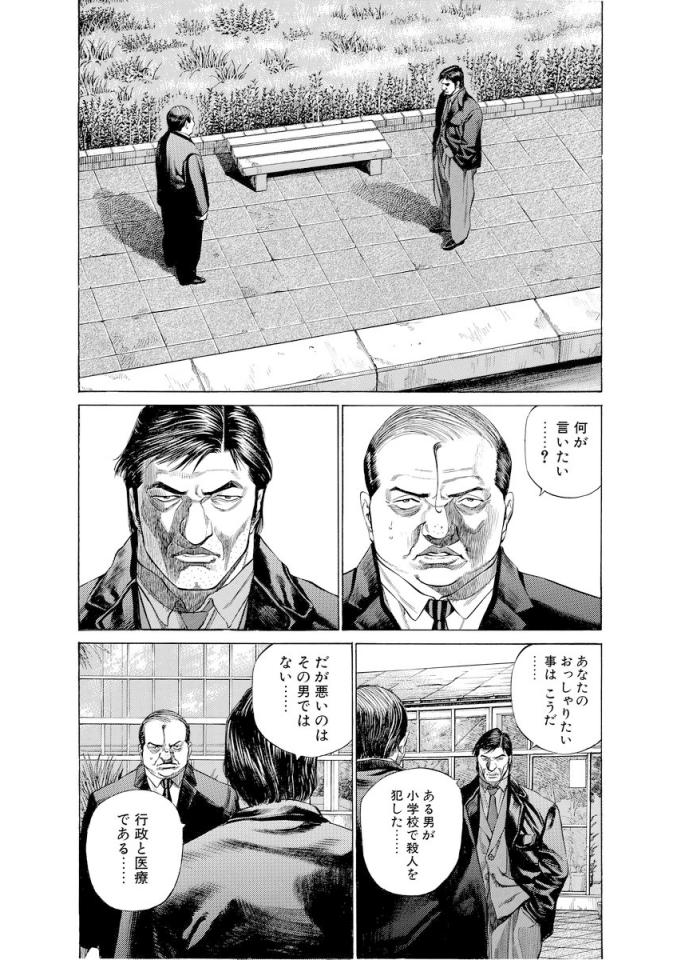 何が
言いたい
……？
あなたの
おっしゃりたい
事は こうだ
……
ある男が
小学校で殺人を
犯した……
だが悪いのは
その男では
ない……
行政と医療
である……